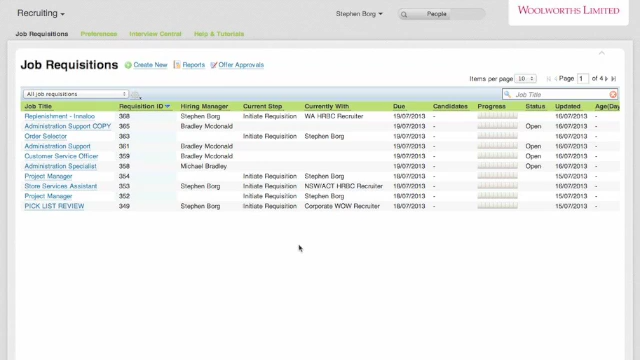 Recruiting
Stephen Borg
People
WOOLWORTHS LIMITED
Job Requisitions Preferences Interview Central Help & Tutorials
Job Requisitions Create New Reports Offer Approvals
Items per page 10 Page 1 of 4
All job requisitions Job Title
Job Title Requisition ID Hiring Manager Current Step Currently With Due Candidates Progress Status Updated Age(Day
Replenishment - Innaloo 368 Stephen Borg Initiate Requisition WA HRBC Recruiter 19/07/2013 - 16/07/2013 -
Administration Support COPY 365 Bradley Mcdonald 19/07/2013 - Open 16/07/2013 -
Order Selector 363 Initiate Requisition Stephen Borg 19/07/2013 - 16/07/2013 -
Administration Support 361 Bradley Mcdonald 19/07/2013 - Open 16/07/2013 -
Customer Service Officer 359 Bradley Mcdonald 19/07/2013 - Open 16/07/2013 -
Administration Specialist 358 Michael Bradley 19/07/2013 - Open 16/07/2013 -
Project Manager 354 Initiate Requisition Stephen Borg 18/07/2013 - 15/07/2013 -
Store Services Assistant 353 Stephen Borg Initiate Requisition NSW/ACT HRBC Recruiter 18/07/2013 - 16/07/2013 -
Project Manager 352 Initiate Requisition Stephen Borg 18/07/2013 - 15/07/2013 -
PICK LIST REVIEW 349 Stephen Borg Initiate Requisition Corporate WOW Recruiter 18/07/2013 - 15/07/2013 -